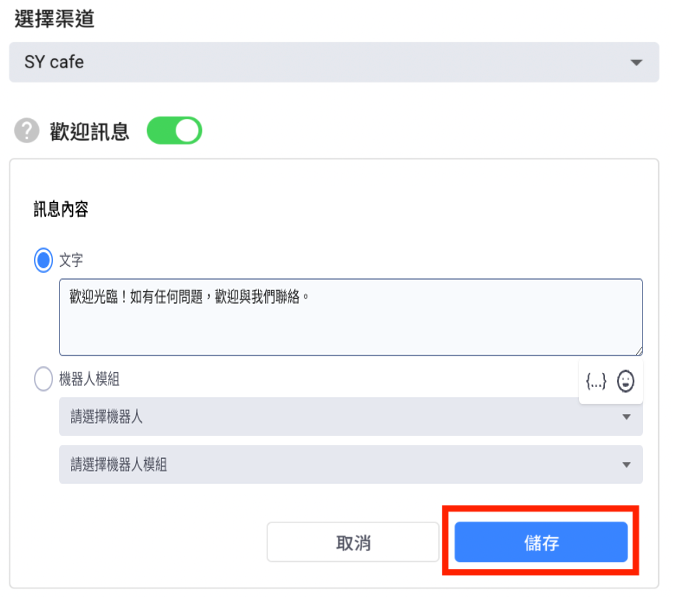 選擇渠道
SY cafe
? 歡迎訊息
訊息內容
文字
歡迎光臨！如有任何問題，歡迎與我們聯絡。
機器人模組
{...}
請選擇機器人
請選擇機器人模組
取消
儲存